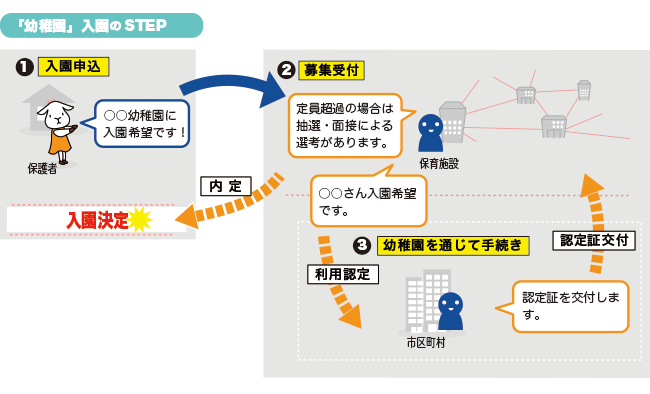 「幼稚園」入園のSTEP
❶ 入園申込
○○幼稚園に
入園希望です！
保護者
❷ 募集受付
定員超過の場合は
抽選・面接による
選考があります。
保育施設
内定
○○さん入園希望
です。
入園決定
❸ 幼稚園を通じて手続き
利用認定
認定証交付
認定証を交付しま
す。
市区町村